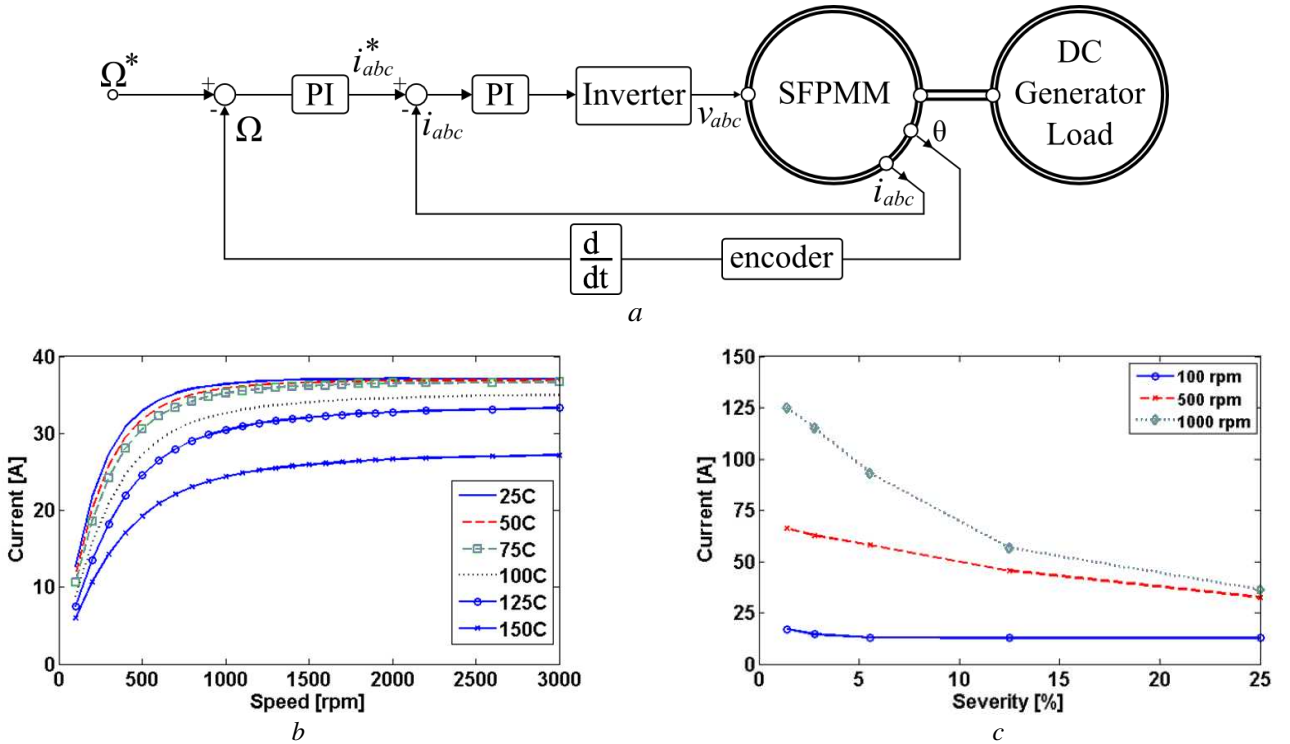 Ω*
+
-
Ω
PI
i*abc
+
-
iabc
PI
Inverter
vabc
SFPMM
θ
iabc
DC
Generator
Load
d
dt
encoder
a
Current [A]
40
30
20
10
0
0 500 1000 1500 2000 2500 3000
Speed [rpm]
25C
50C
75C
100C
125C
150C
b
Current [A]
150
125
100
75
50
25
0
0 5 10 15 20 25
Severity [%]
100 rpm
500 rpm
1000 rpm
c